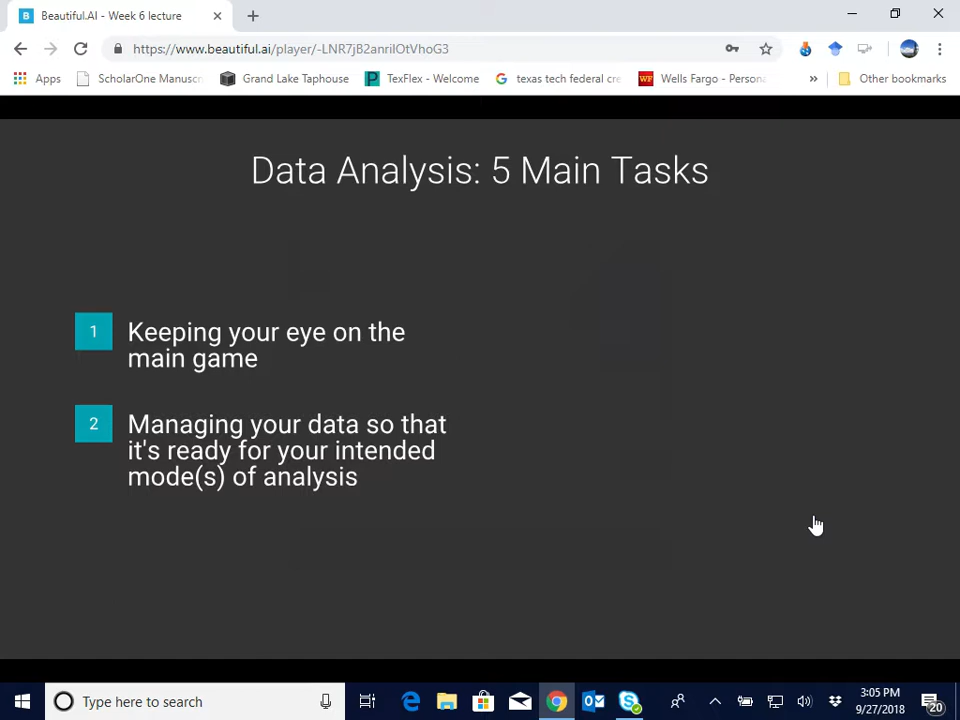 Beautiful.AI - Week 6 lecture
https://www.beautiful.ai/player/-LNR7jB2anrilOtVhoG3
Apps
ScholarOne Manuscri
Grand Lake Taphouse
TexFlex - Welcome
texas tech federal cre
Wells Fargo - Persona
Other bookmarks
Data Analysis: 5 Main Tasks
1
Keeping your eye on the
main game
2
Managing your data so that
it's ready for your intended
mode(s) of analysis
Type here to search
3:05 PM
9/27/2018
20